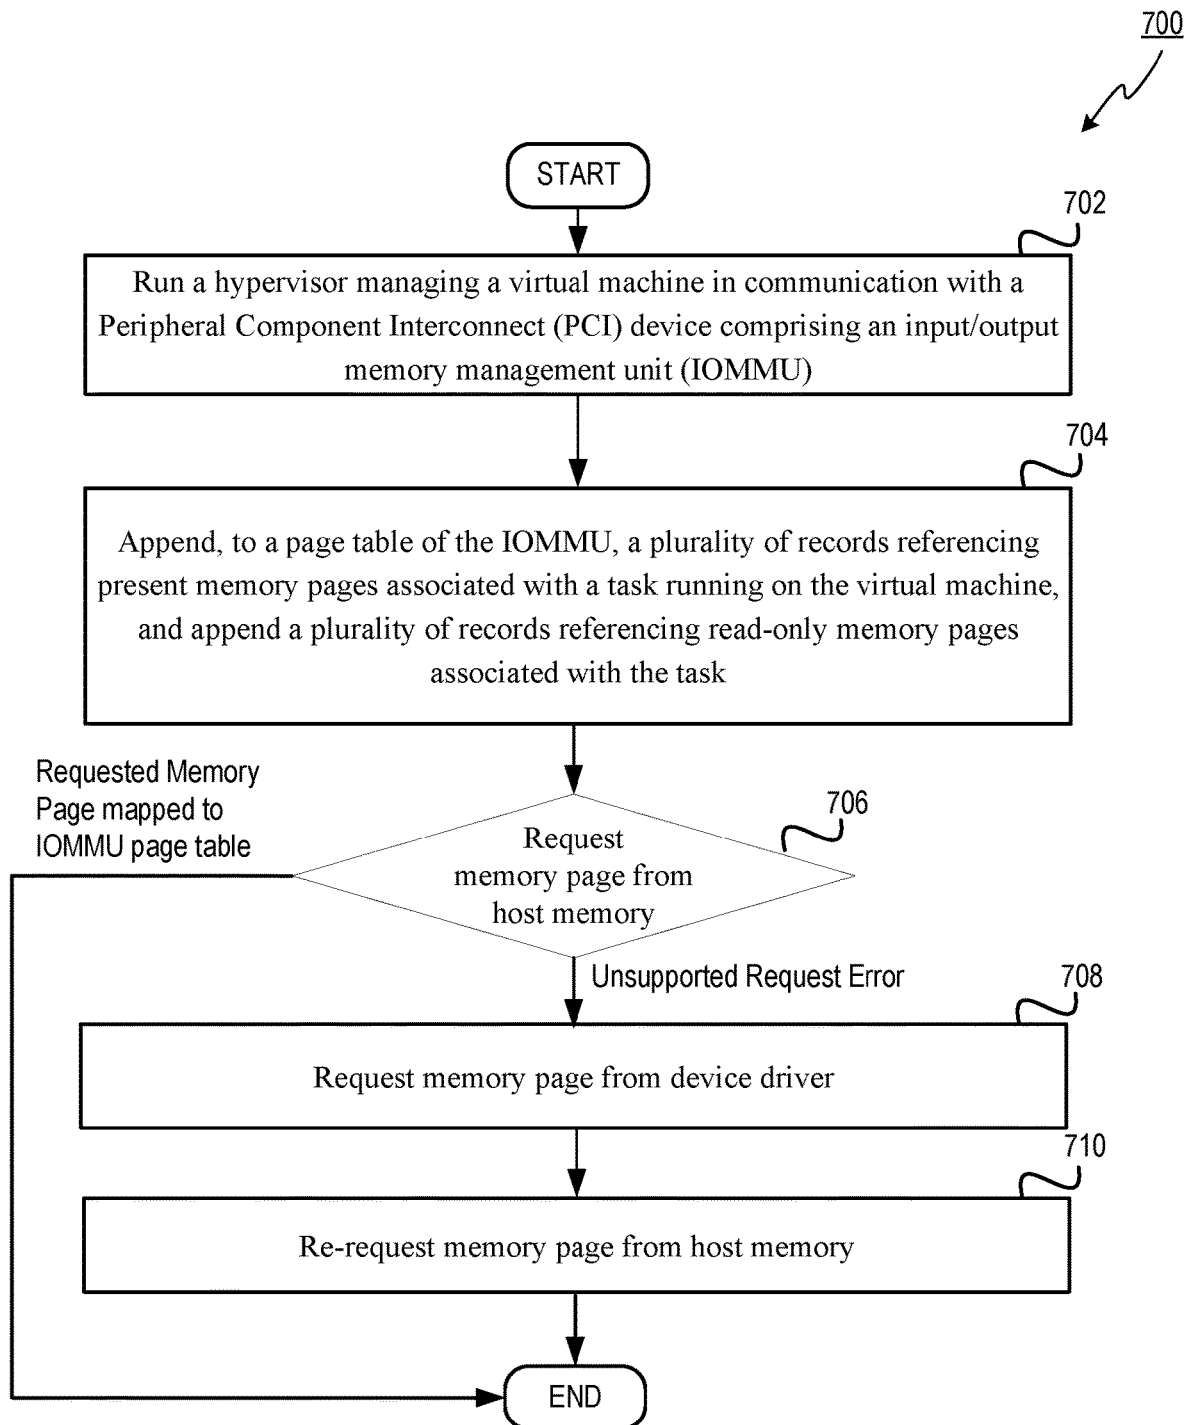 700
START
702
Run a hypervisor managing a virtual machine in communication with a
Peripheral Component Interconnect (PCI) device comprising an input/output
memory management unit (IOMMU)
704
Append, to a page table of the IOMMU, a plurality of records referencing
present memory pages associated with a task running on the virtual machine,
and append a plurality of records referencing read-only memory pages
associated with the task
Requested Memory
Page mapped to
IOMMU page table
706
Request
memory page from
host memory
Unsupported Request Error
708
Request memory page from device driver
710
Re-request memory page from host memory
END